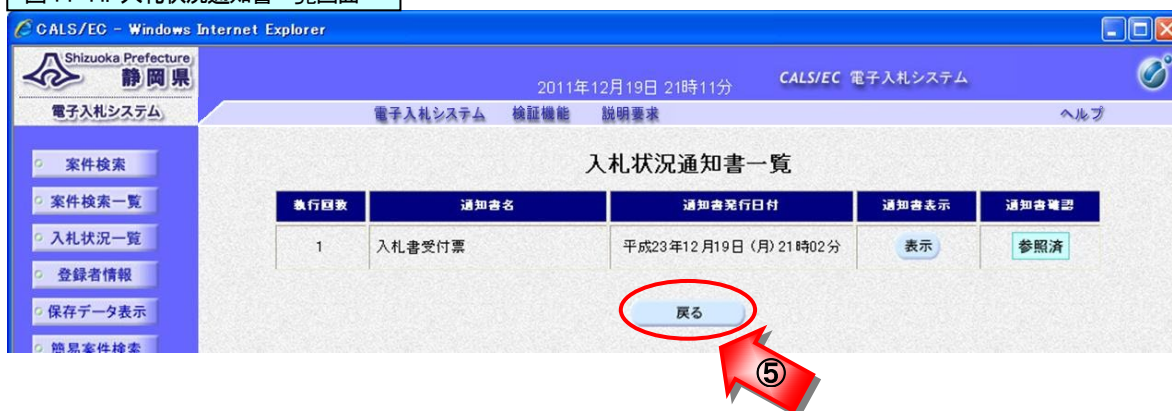 CALS/EC - Windows Internet Explorer
Shizuoka Prefecture
静岡県
2011年12月19日 21時11分
CALS/EC 電子入札システム
電子入札システム
電子入札システム 検証機能 説明要求 ヘルプ
案件検索
案件検索一覧
入札状況一覧
登録者情報
保存データ表示
簡易案件検索
入札状況通知書一覧
執行回数 通知書名 通知書発行日付 通知書表示 通知書確認
1 入札書受付票 平成23年12月19日 (月) 21時02分 表示 参照済
戻る
⑤